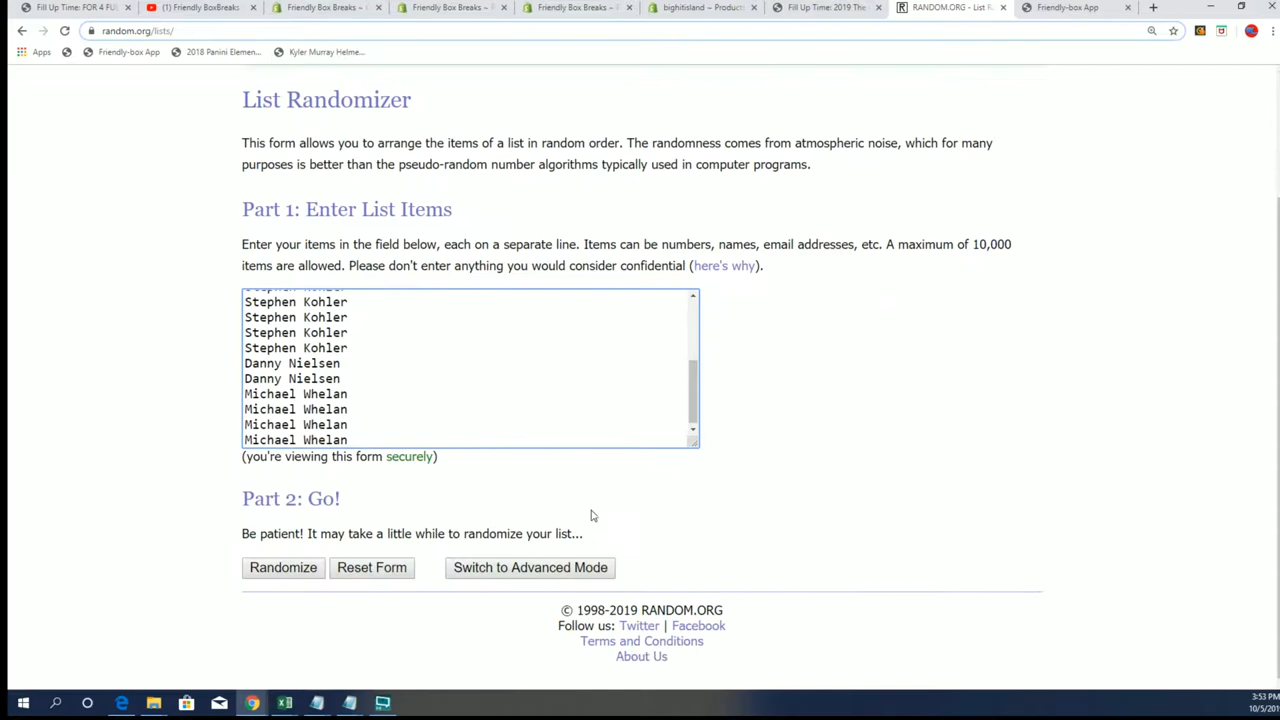 Fill Up Time: FOR 4 FU
(1) Friendly BoxBreaks
Friendly Box Breaks ~
Friendly Box Breaks ~
Friendly Box Breaks ~
bighitisland ~ Products
Fill Up Time: 2019 The
RANDOM.ORG - List R
Friendly-box App
random.org/lists/
Apps
Friendly-box App
2018 Panini Elemen...
Kyler Murray Helme...
List Randomizer
This form allows you to arrange the items of a list in random order. The randomness comes from atmospheric noise, which for many
purposes is better than the pseudo-random number algorithms typically used in computer programs.
Part 1: Enter List Items
Enter your items in the field below, each on a separate line. Items can be numbers, names, email addresses, etc. A maximum of 10,000
items are allowed. Please don't enter anything you would consider confidential (here's why).
Stephen Kohler
Stephen Kohler
Stephen Kohler
Stephen Kohler
Danny Nielsen
Danny Nielsen
Michael Whelan
Michael Whelan
Michael Whelan
Michael Whelan
(you're viewing this form securely)
Part 2: Go!
Be patient! It may take a little while to randomize your list...
Randomize
Reset Form
Switch to Advanced Mode
© 1998-2019 RANDOM.ORG
Follow us: Twitter | Facebook
Terms and Conditions
About Us
3:53 PM
10/5/201